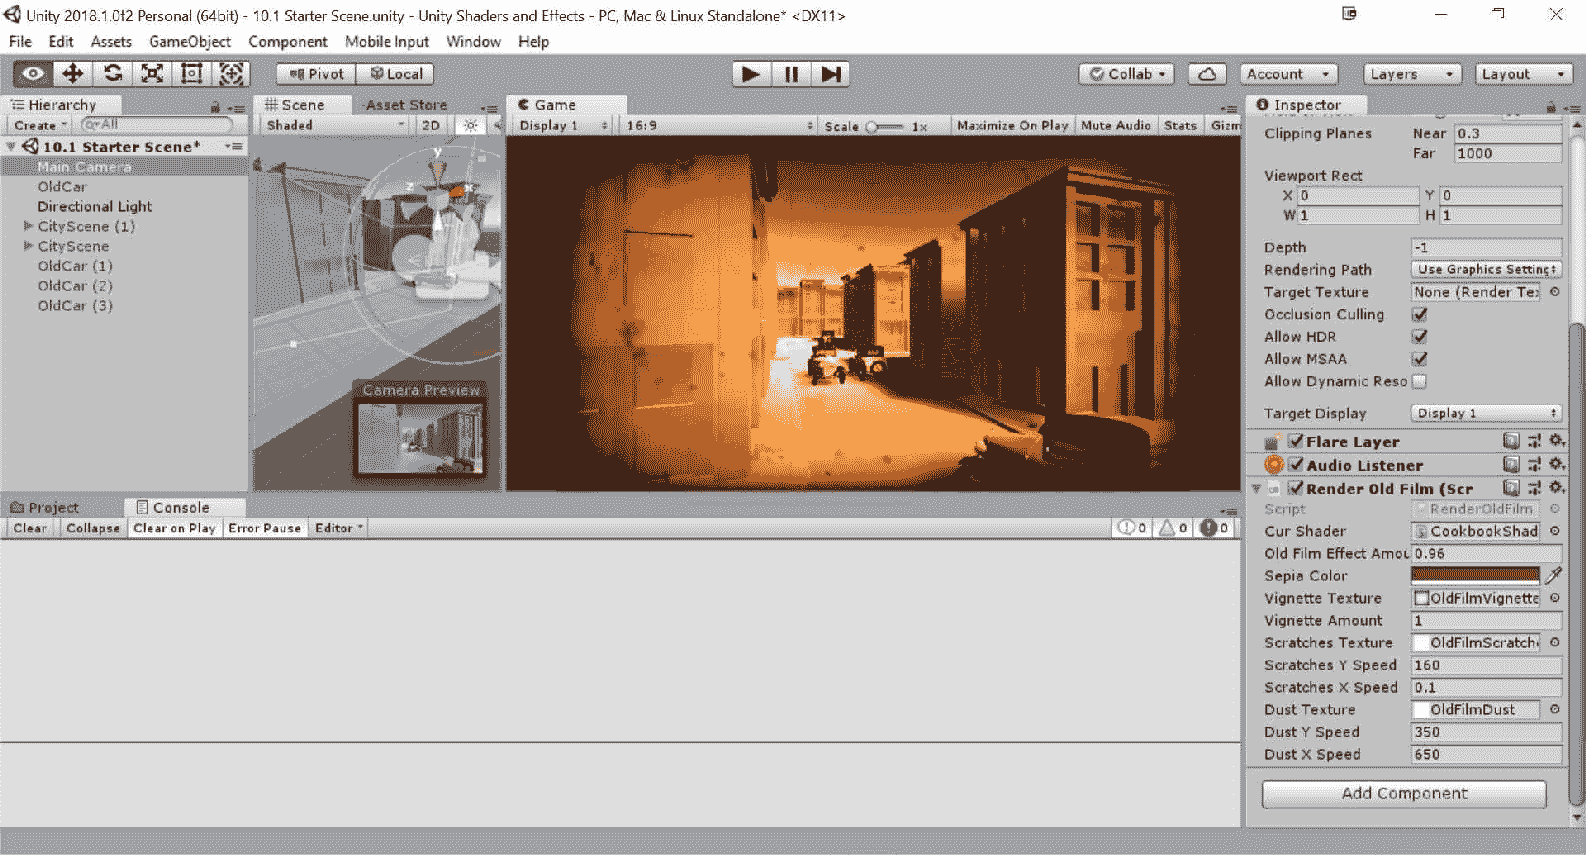 Unity 2018.1.0f2 Personal (64bit) - 10.1 Starter Scene.unity - Unity Shaders and Effects - PC, Mac & Linux Standalone* <DX11>
File Edit Assets GameObject Component Mobile Input Window Help
Pivot Local Collab Account Layers Layout
Hierarchy Scene Asset Store Game Inspector
Create All Shaded 2D Display 1 16:9 Scale 1x Maximize On Play Mute Audio Stats Gizm
10.1 Starter Scene*
Main Camera
OldCar
Directional Light
CityScene (1)
CityScene
OldCar (1)
OldCar (2)
OldCar (3)
y
z x
Camera Preview
Clipping Planes Near 0.3
Far 1000
Viewport Rect
X 0 Y 0
W 1 H 1
Depth -1
Rendering Path Use Graphics Setting
Target Texture None (Render Te
Occlusion Culling
Allow HDR
Allow MSAA
Allow Dynamic Reso
Target Display Display 1
Flare Layer
Audio Listener
Render Old Film (Scr
Script RenderOldFilm
Cur Shader CookbookShad
Old Film Effect Amou 0.96
Sepia Color
Vignette Texture OldFilmVignette
Vignette Amount 1
Scratches Texture OldFilmScratch
Scratches Y Speed 160
Scratches X Speed 0.1
Dust Texture OldFilmDust
Dust Y Speed 350
Dust X Speed 650
Add Component
Project Console
Clear Collapse Clear on Play Error Pause Editor 0 0 0